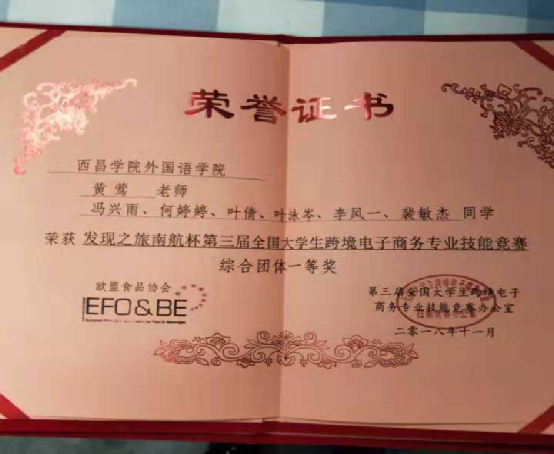 荣誉证书
西昌学院外国语学院
黄莺 老师
冯兴雨、何婷婷、叶倩、叶泳岑、李凤一、裴敏杰 同学
荣获 发现之旅南航杯第三届全国大学生跨境电子商务专业技能竞赛
综合团体一等奖
欧盟食品协会
EFO&BE
第三届全国大学生跨境电子
商务专业技能竞赛办公室
二〇一八年十一月